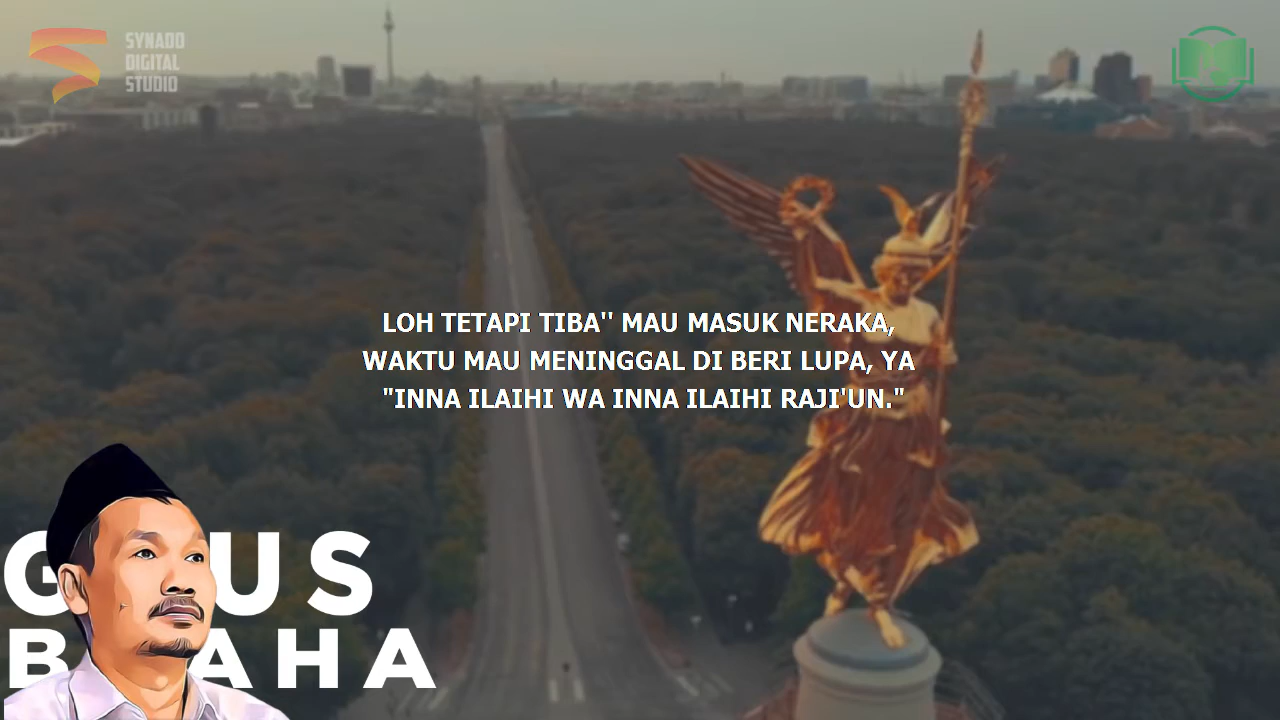 SYNADO
DIGITAL
STUDIO
LOH TETAPI TIBA'' MAU MASUK NERAKA,
WAKTU MAU MENINGGAL DI BERI LUPA, YA
"INNA ILAIHI WA INNA ILAIHI RAJI'UN."
GUS
BAHA